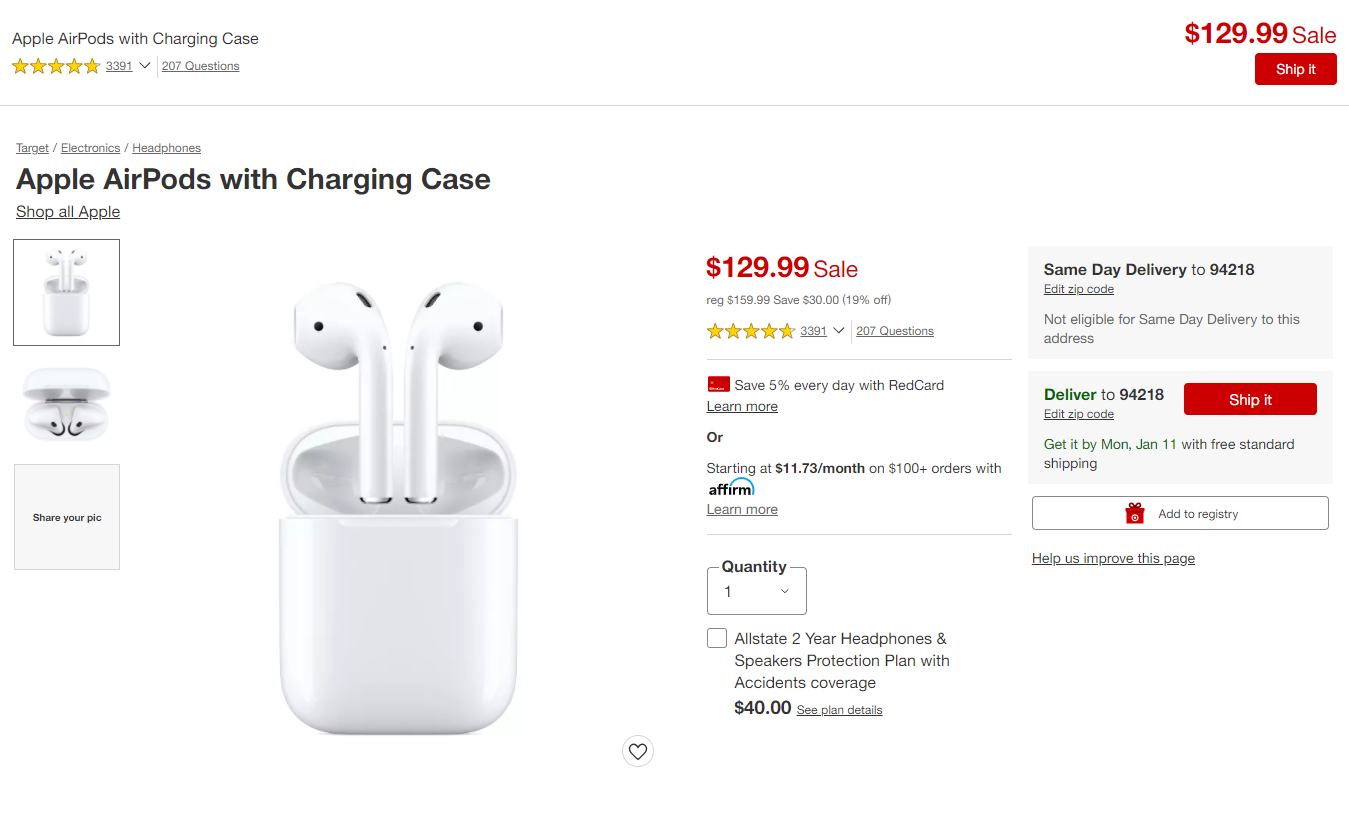 Apple AirPods with Charging Case
3391
207 Questions
$129.99 Sale
Ship it
Target / Electronics / Headphones
Apple AirPods with Charging Case
Shop all Apple
Share your pic
$129.99 Sale
reg $159.99 Save $30.00 (19% off)
3391
207 Questions
Save 5% every day with RedCard
Learn more
Or
Starting at $11.73/month on $100+ orders with
affirm
Learn more
Quantity
1
Allstate 2 Year Headphones &
Speakers Protection Plan with
Accidents coverage
$40.00 See plan details
Same Day Delivery to 94218
Edit zip code
Not eligible for Same Day Delivery to this
address
Deliver to 94218
Edit zip code
Ship it
Get it by Mon, Jan 11 with free standard
shipping
Add to registry
Help us improve this page